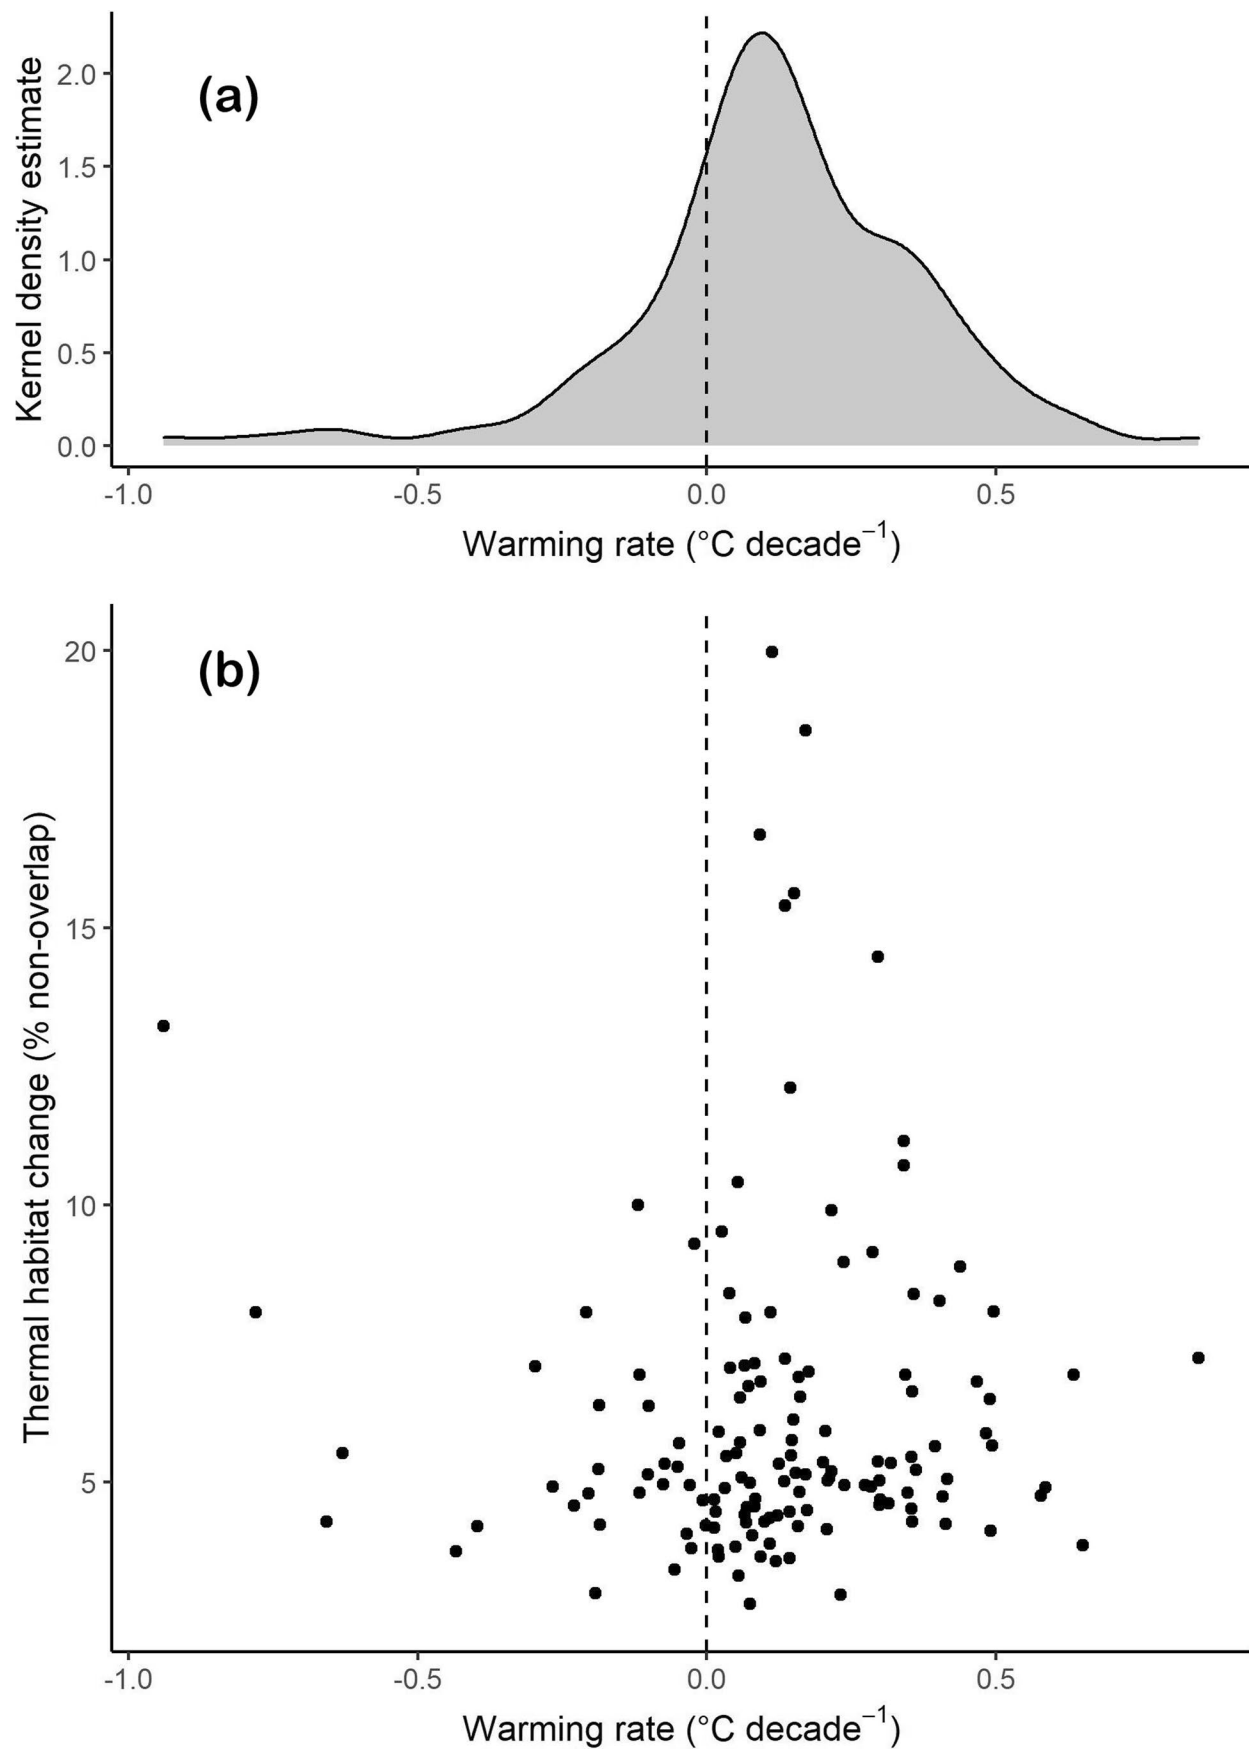 (a)
Kernel density estimate
2.0
1.5
1.0
0.5
0.0
-1.0 -0.5 0.0 0.5
Warming rate (°C decade⁻¹)
(b)
Thermal habitat change (% non-overlap)
20
15
10
5
-1.0 -0.5 0.0 0.5
Warming rate (°C decade⁻¹)